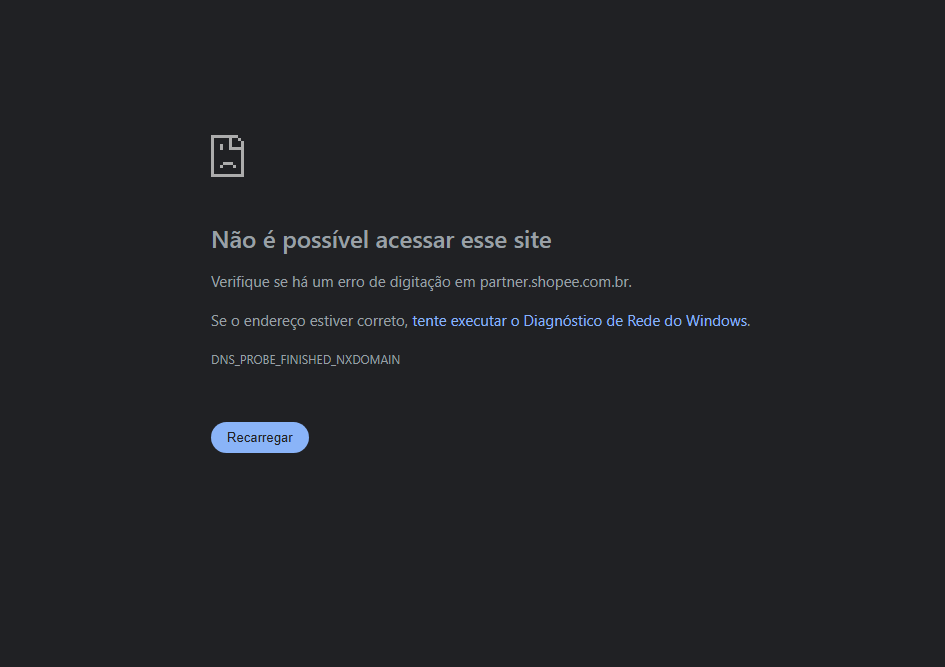 Não é possível acessar esse site
Verifique se há um erro de digitação em partner.shopee.com.br.
Se o endereço estiver correto, tente executar o Diagnóstico de Rede do Windows.
DNS_PROBE_FINISHED_NXDOMAIN
Recarregar